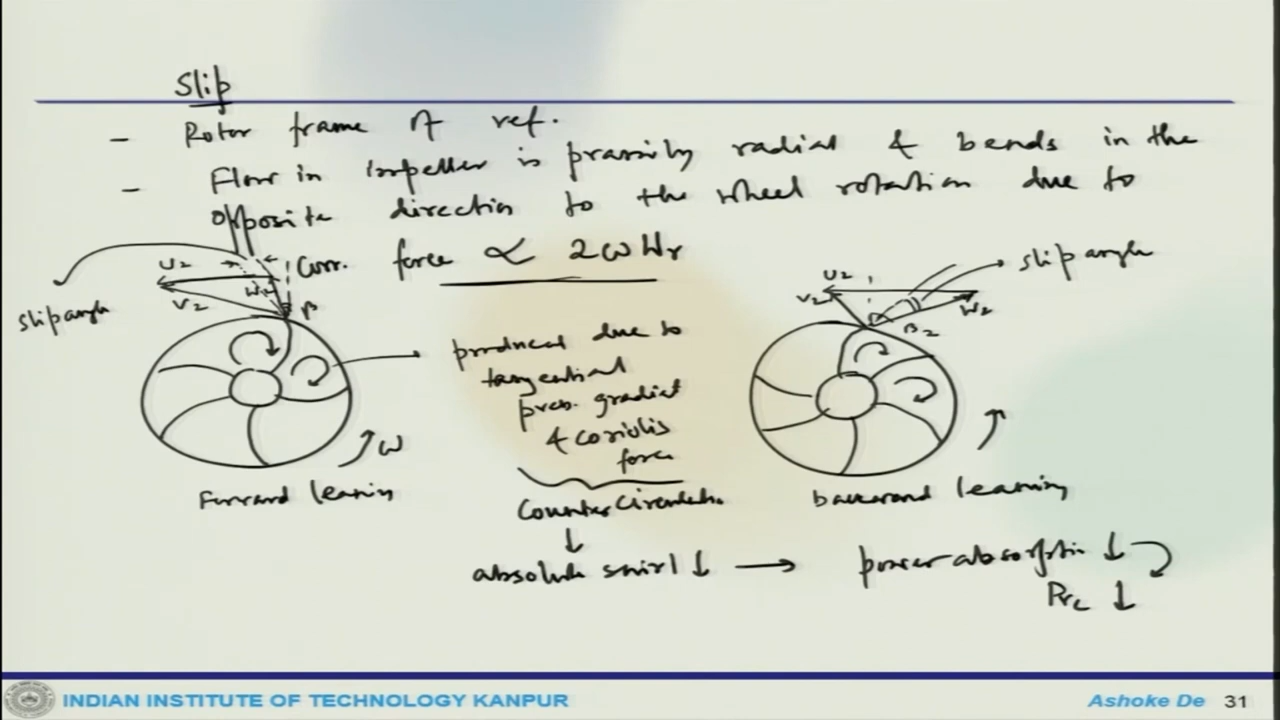 Slip
- Rotor frame of ref.
- Flow in impeller is primarily radial & bends in the
opposite direction to the wheel rotation due to
Corr. force ∝ 2ωWr
U2
V2
W2
β
slip angle
ω
Forward leaning
produced due to
tangential
pres. gradient
& coriolis
force
Counter Circulation
↓
absolute swirl ↓ → power absorption ↓
Prc ↓
U2
V2
W2
β2
slip angle
backward leaning
INDIAN INSTITUTE OF TECHNOLOGY KANPUR
Ashoke De 31